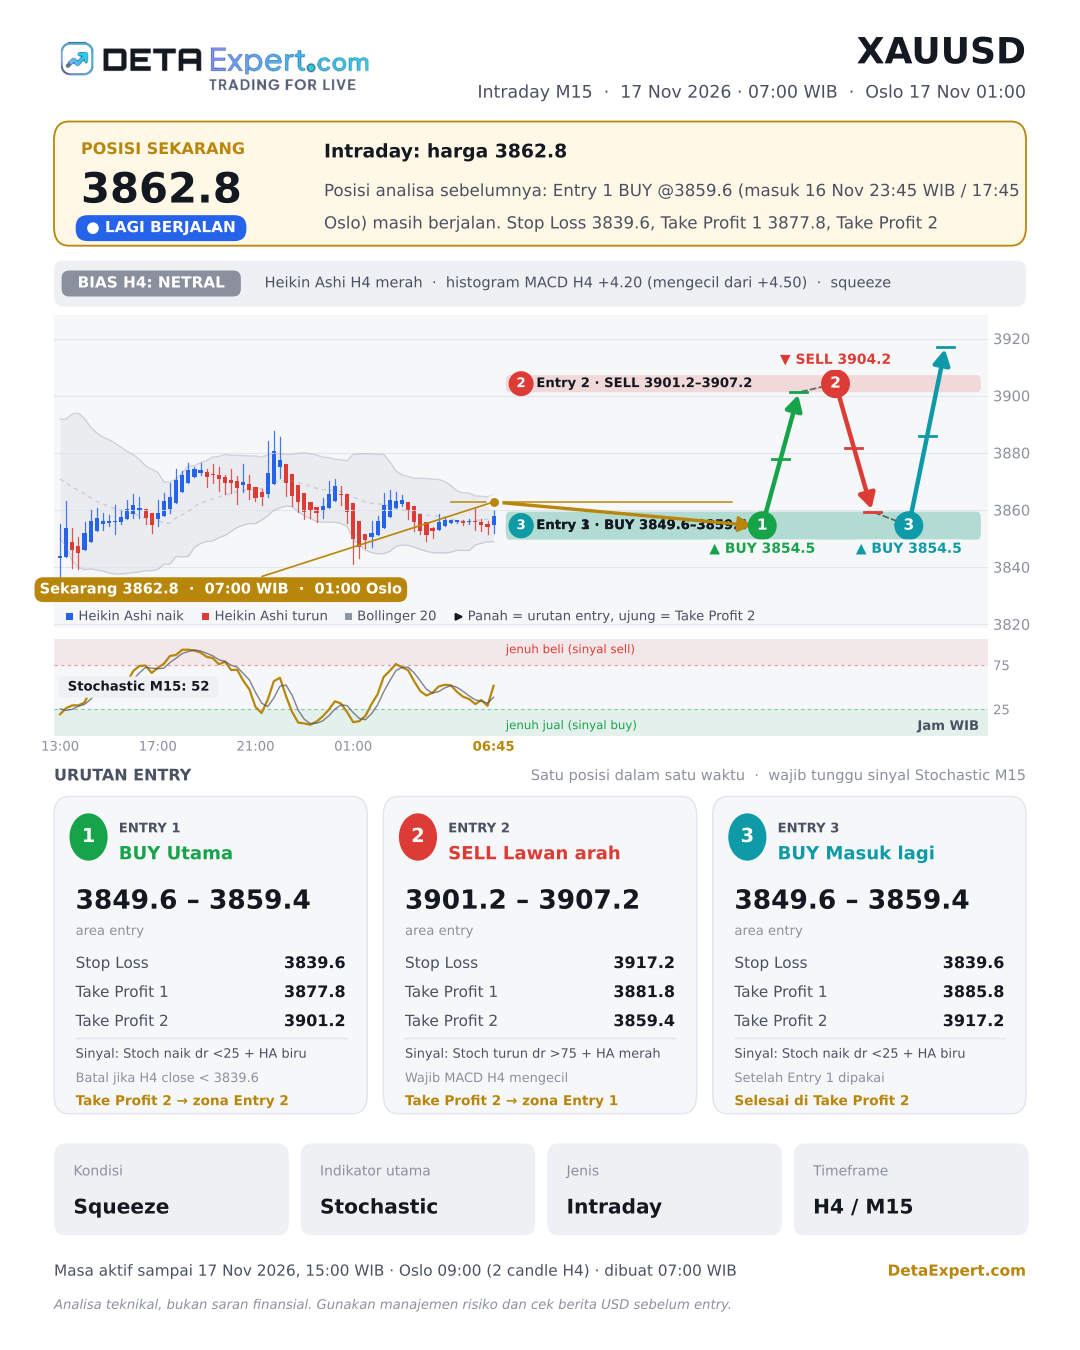 DETA Expert.com
TRADING FOR LIVE
XAUUSD
Intraday M15 · 17 Nov 2026 · 07:00 WIB · Oslo 17 Nov 01:00
POSISI SEKARANG
3862.8
LAGI BERJALAN
Intraday: harga 3862.8
Posisi analisa sebelumnya: Entry 1 BUY @3859.6 (masuk 16 Nov 23:45 WIB / 17:45
Oslo) masih berjalan. Stop Loss 3839.6, Take Profit 1 3877.8, Take Profit 2
BIAS H4: NETRAL
Heikin Ashi H4 merah · histogram MACD H4 +4.20 (mengecil dari +4.50) · squeeze
3920
3900
3880
3860
3840
3820
▼ SELL 3904.2
2 Entry 2 · SELL 3901.2–3907.2
2
3 Entry · BUY 3849.6–3859.
1
3
▲ BUY 3854.5
▲ BUY 3854.5
Sekarang 3862.8 · 07:00 WIB · 01:00 Oslo
Heikin Ashi naik
Heikin Ashi turun
Bollinger 20
Panah = urutan entry, ujung = Take Profit 2
jenuh beli (sinyal sell)
75
Stochastic M15: 52
25
jenuh jual (sinyal buy)
Jam WIB
13:00 17:00 21:00 01:00 06:45
URUTAN ENTRY
Satu posisi dalam satu waktu · wajib tunggu sinyal Stochastic M15
1
ENTRY 1
BUY Utama
3849.6 – 3859.4
area entry
Stop Loss 3839.6
Take Profit 1 3877.8
Take Profit 2 3901.2
Sinyal: Stoch naik dr <25 + HA biru
Batal jika H4 close < 3839.6
Take Profit 2 → zona Entry 2
2
ENTRY 2
SELL Lawan arah
3901.2 – 3907.2
area entry
Stop Loss 3917.2
Take Profit 1 3881.8
Take Profit 2 3859.4
Sinyal: Stoch turun dr >75 + HA merah
Wajib MACD H4 mengecil
Take Profit 2 → zona Entry 1
3
ENTRY 3
BUY Masuk lagi
3849.6 – 3859.4
area entry
Stop Loss 3839.6
Take Profit 1 3885.8
Take Profit 2 3917.2
Sinyal: Stoch naik dr <25 + HA biru
Setelah Entry 1 dipakai
Selesai di Take Profit 2
Kondisi
Squeeze
Indikator utama
Stochastic
Jenis
Intraday
Timeframe
H4 / M15
Masa aktif sampai 17 Nov 2026, 15:00 WIB · Oslo 09:00 (2 candle H4) · dibuat 07:00 WIB
DetaExpert.com
Analisa teknikal, bukan saran finansial. Gunakan manajemen risiko dan cek berita USD sebelum entry.